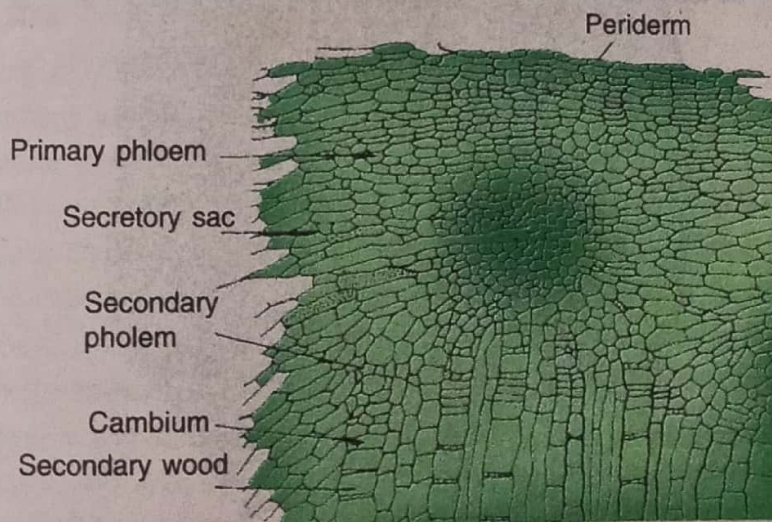 Periderm
Primary phloem
Secretory sac
Secondary
pholem
Cambium
Secondary wood